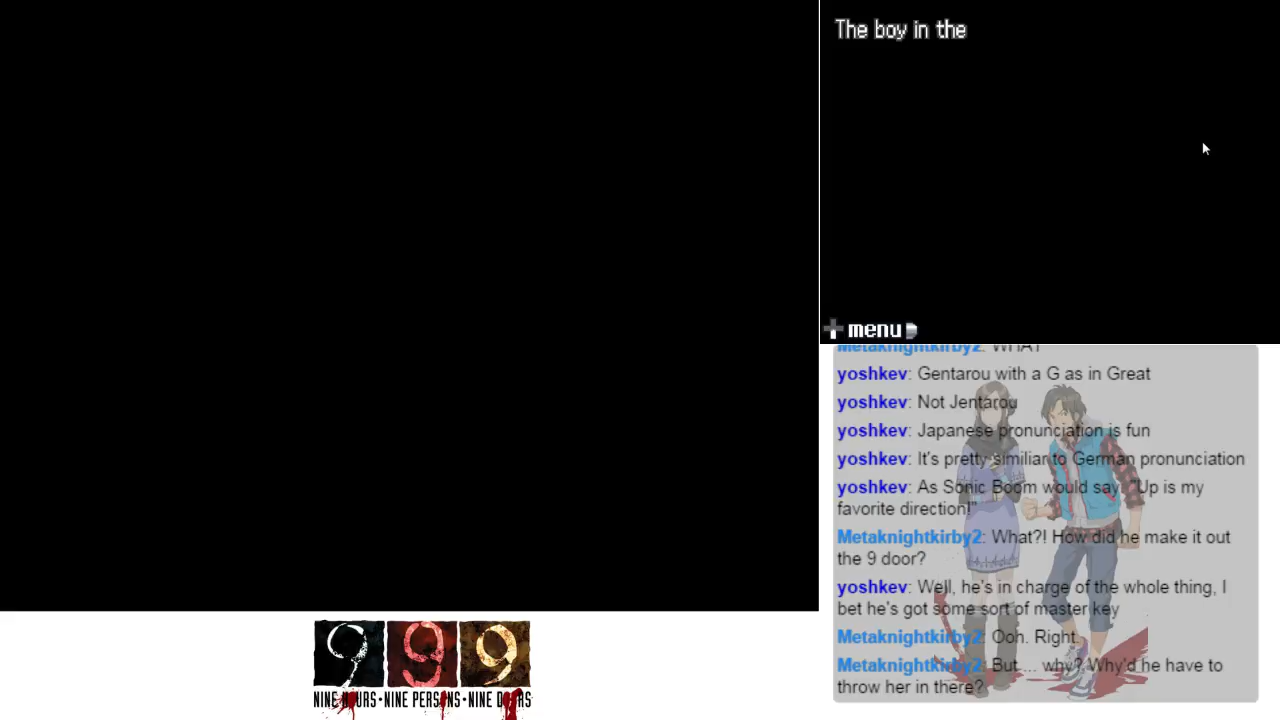 The boy in the
menu
Metaknightkirby2: WHAT
yoshkev: Gentarou with a G as in Great
yoshkev: Not Jentarou
yoshkev: Japanese pronunciation is fun
yoshkev: It's pretty similiar to German pronunciation
yoshkev: As Sonic Boom would say, "Up is my
favorite direction!"
Metaknightkirby2: What?! How did he make it out
the 9 door?
yoshkev: Well, he's in charge of the whole thing, I
bet he's got some sort of master key
Metaknightkirby2: Ooh. Right.
Metaknightkirby2: But ... why? Why'd he have to
throw her in there?
999
NINE HOURS•NINE PERSONS•NINE DOORS